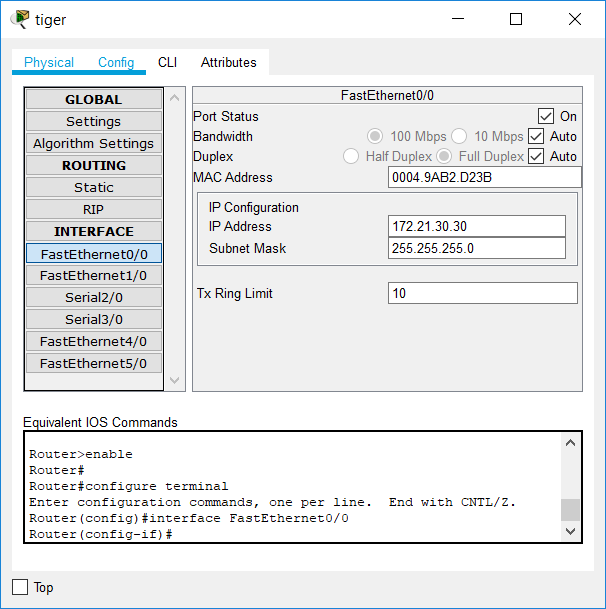 tiger
Physical Config CLI Attributes
GLOBAL
Settings
Algorithm Settings
ROUTING
Static
RIP
INTERFACE
FastEthernet0/0
FastEthernet1/0
Serial2/0
Serial3/0
FastEthernet4/0
FastEthernet5/0
FastEthernet0/0
Port Status On
Bandwidth 100 Mbps 10 Mbps Auto
Duplex Half Duplex Full Duplex Auto
MAC Address 0004.9AB2.D23B
IP Configuration
IP Address 172.21.30.30
Subnet Mask 255.255.255.0
Tx Ring Limit 10
Equivalent IOS Commands
Router>enable
Router#
Router#configure terminal
Enter configuration commands, one per line.  End with CNTL/Z.
Router(config)#interface FastEthernet0/0
Router(config-if)#
Top